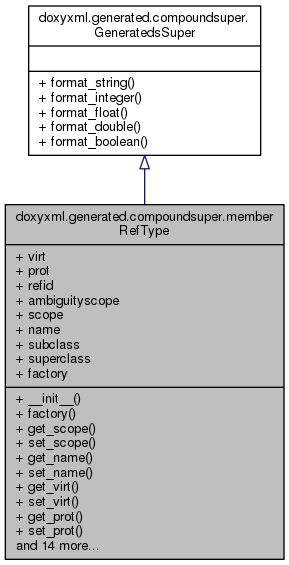 doxyxml.generated.compoundsuper.
GeneratedsSuper
+ format_string()
+ format_integer()
+ format_float()
+ format_double()
+ format_boolean()
doxyxml.generated.compoundsuper.member
RefType
+ virt
+ prot
+ refid
+ ambiguityscope
+ scope
+ name
+ subclass
+ superclass
+ factory
+ __init__()
+ factory()
+ get_scope()
+ set_scope()
+ get_name()
+ set_name()
+ get_virt()
+ set_virt()
+ get_prot()
+ set_prot()
and 14 more...